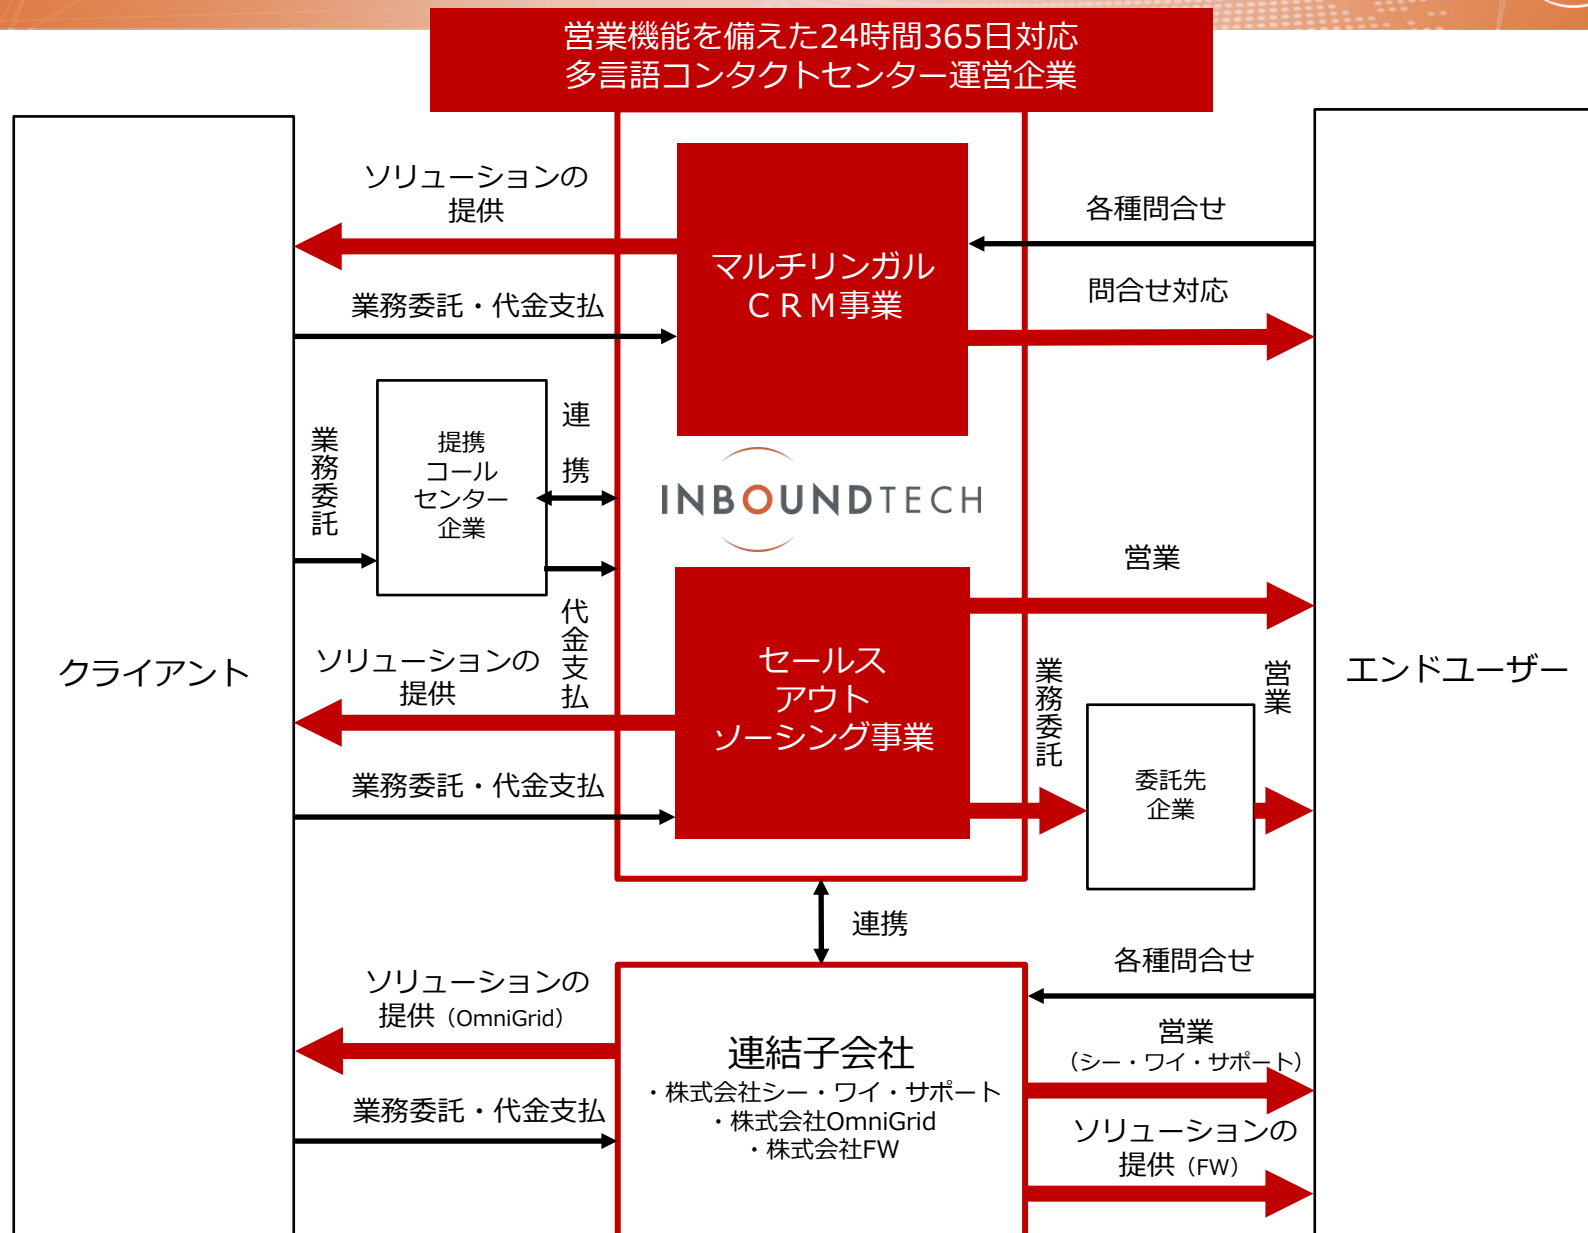 営業機能を備えた24時間365日対応
多言語コンタクトセンター運営企業
ソリューションの
提供
各種問合せ
マルチリンガル
ＣＲＭ事業
業務委託・代金支払
問合せ対応
業務委託
提携
コール
センター
企業
連携
INBOUNDTECH
代金支払
営業
クライアント
ソリューションの
提供
セールス
アウト
ソーシング事業
業務委託
営業
エンドユーザー
業務委託・代金支払
委託先
企業
連携
各種問合せ
ソリューションの
提供（OmniGrid）
営業
（シー・ワイ・サポート）
連結子会社
・株式会社シー・ワイ・サポート
・株式会社OmniGrid
・株式会社FW
業務委託・代金支払
ソリューションの
提供（FW）